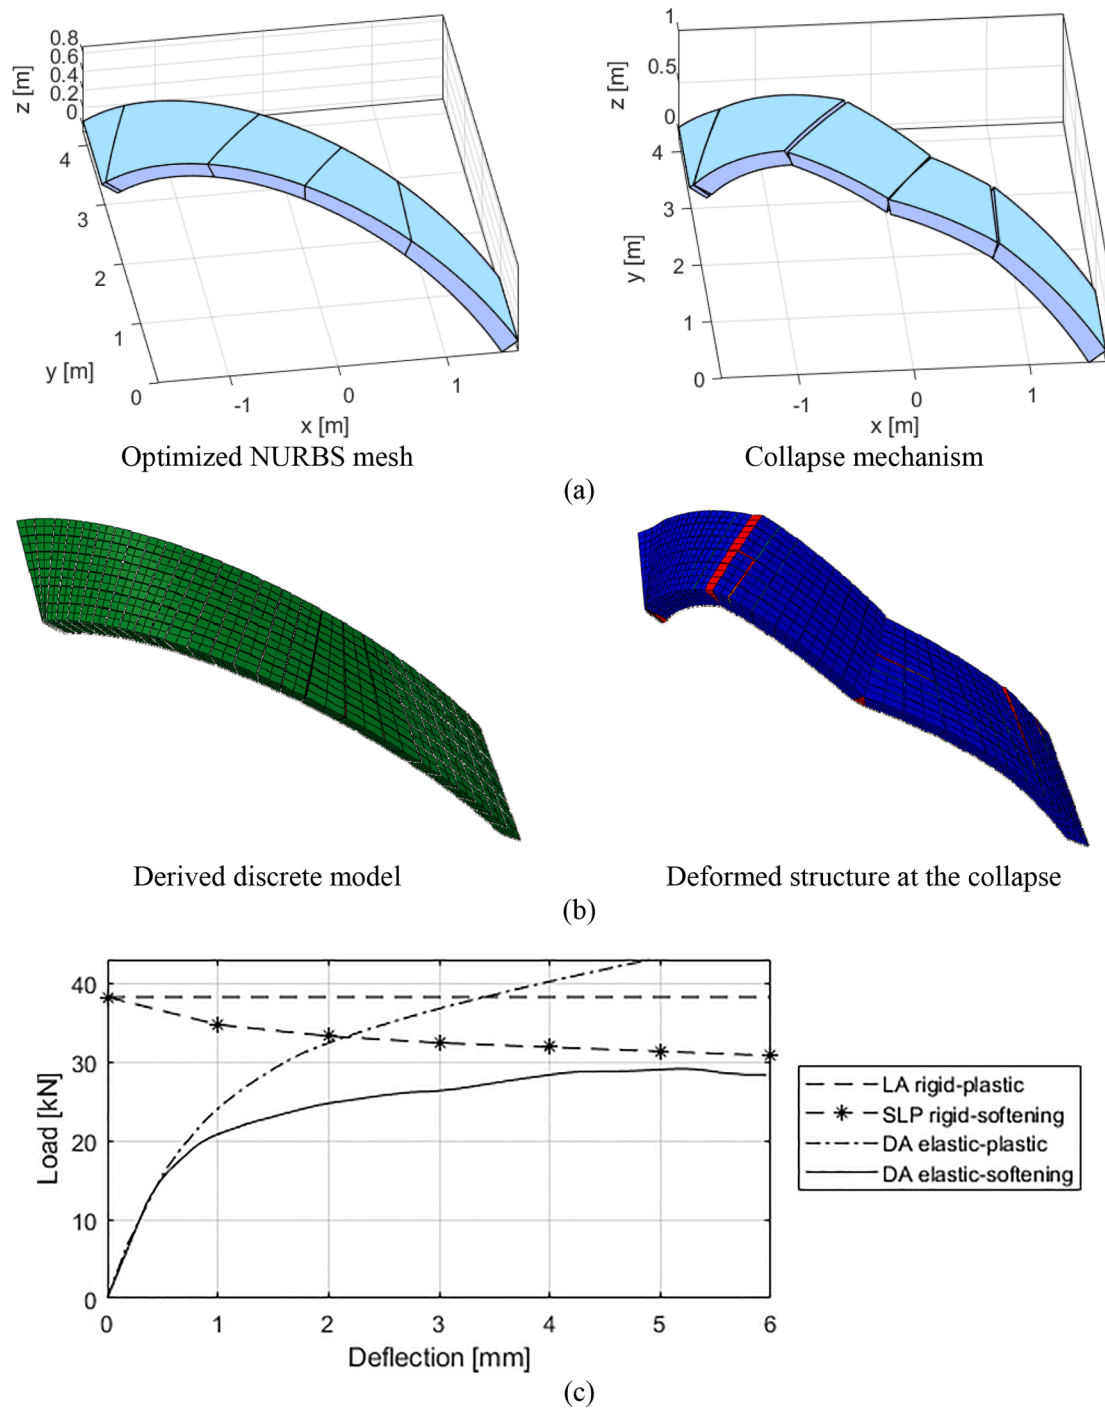 0.8
0.6
0.4
0.2
0
z [m]
4
3
2
1
0
y [m]
-1
0
1
x [m]
Optimized NURBS mesh
1
0.5
0
z [m]
4
3
2
1
0
y [m]
-1
0
1
x [m]
Collapse mechanism
(a)
Derived discrete model
Deformed structure at the collapse
(b)
40
30
20
10
0
Load [kN]
0 1 2 3 4 5 6
Deflection [mm]
LA rigid-plastic
SLP rigid-softening
DA elastic-plastic
DA elastic-softening
(c)